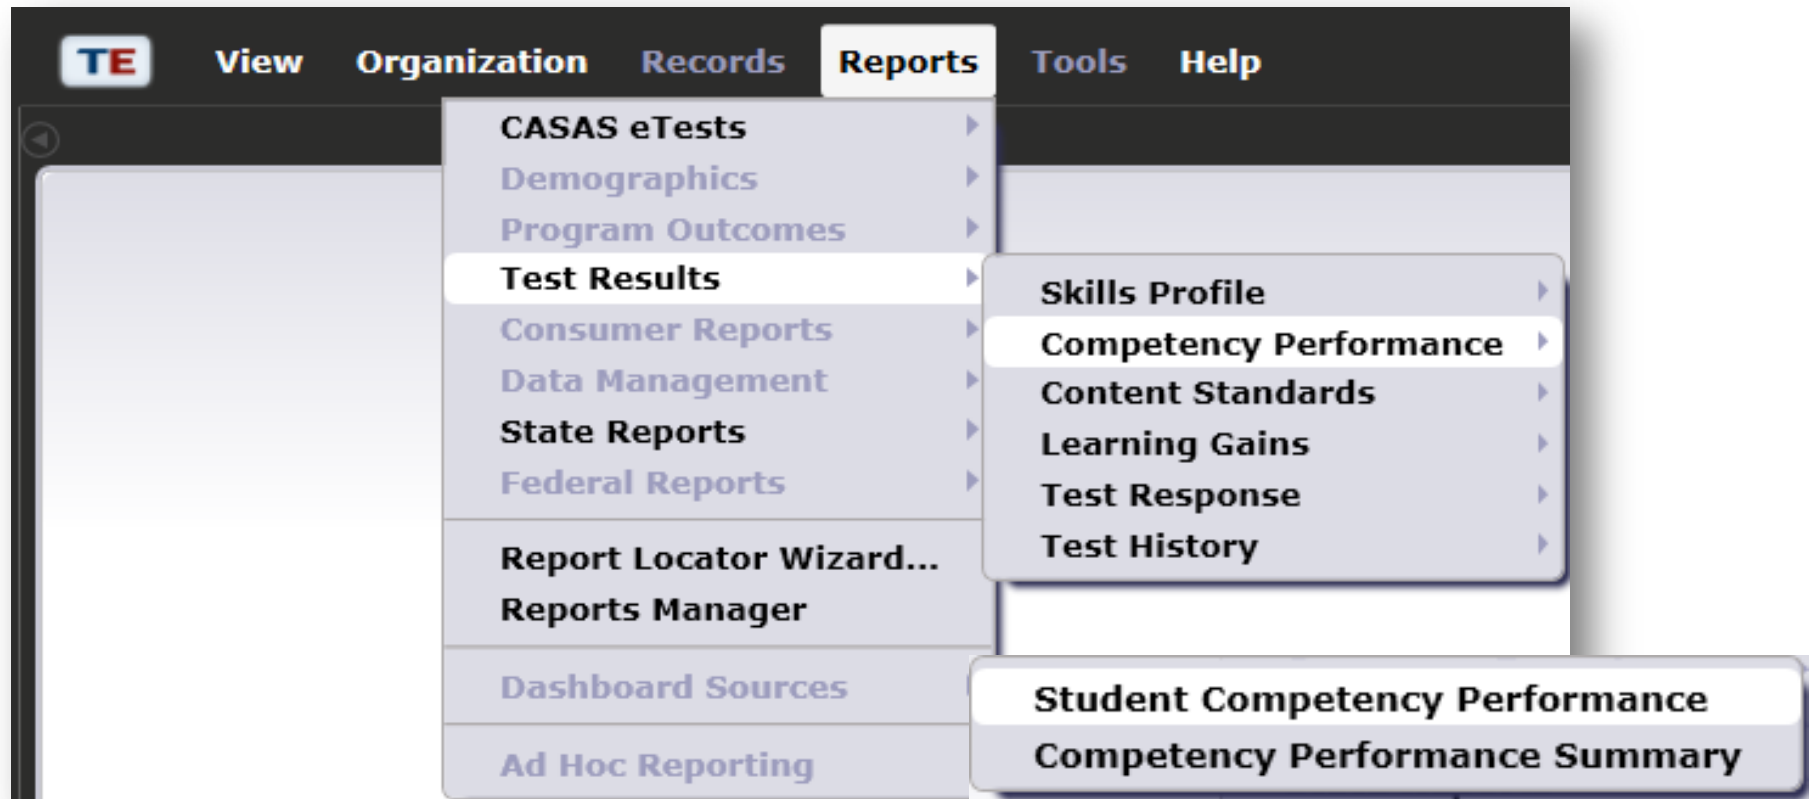 TE View Organization Records Reports Tools Help
CASAS eTests
Demographics
Program Outcomes
Test Results
Consumer Reports
Data Management
State Reports
Federal Reports
Report Locator Wizard...
Reports Manager
Dashboard Sources
Ad Hoc Reporting
Skills Profile
Competency Performance
Content Standards
Learning Gains
Test Response
Test History
Student Competency Performance
Competency Performance Summary